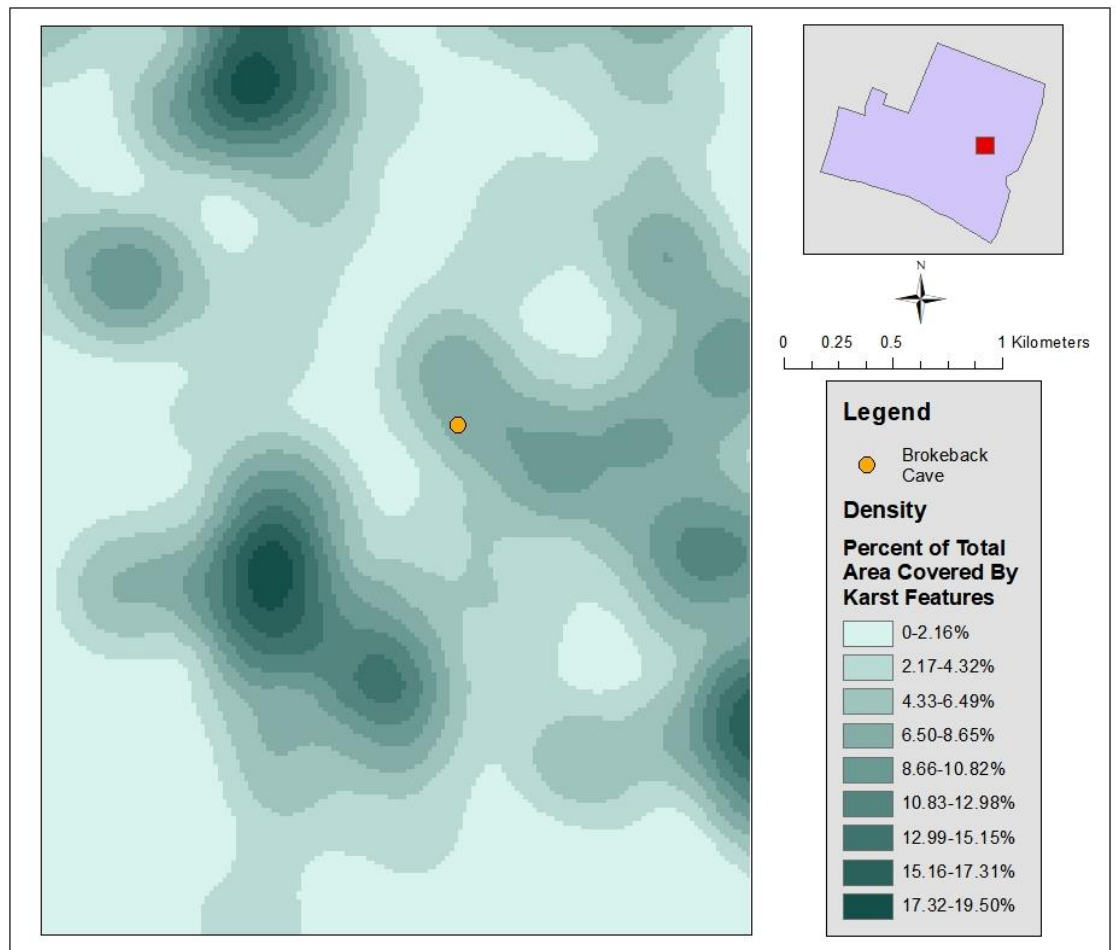 N
0 0.25 0.5 1 Kilometers
Legend
Brokeback
Cave
Density
Percent of Total
Area Covered By
Karst Features
0-2.16%
2.17-4.32%
4.33-6.49%
6.50-8.65%
8.66-10.82%
10.83-12.98%
12.99-15.15%
15.16-17.31%
17.32-19.50%